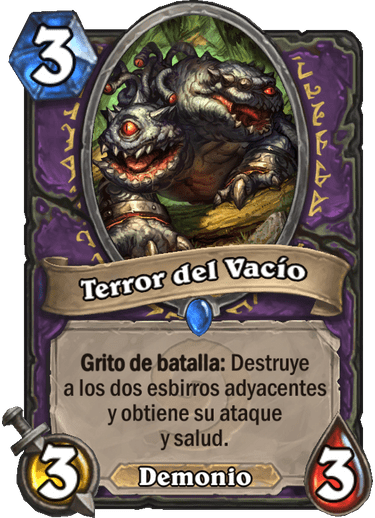 3
Terror del Vacío
Grito de batalla: Destruye
a los dos esbirros adyacentes
y obtiene su ataque
y salud.
3
Demonio
3